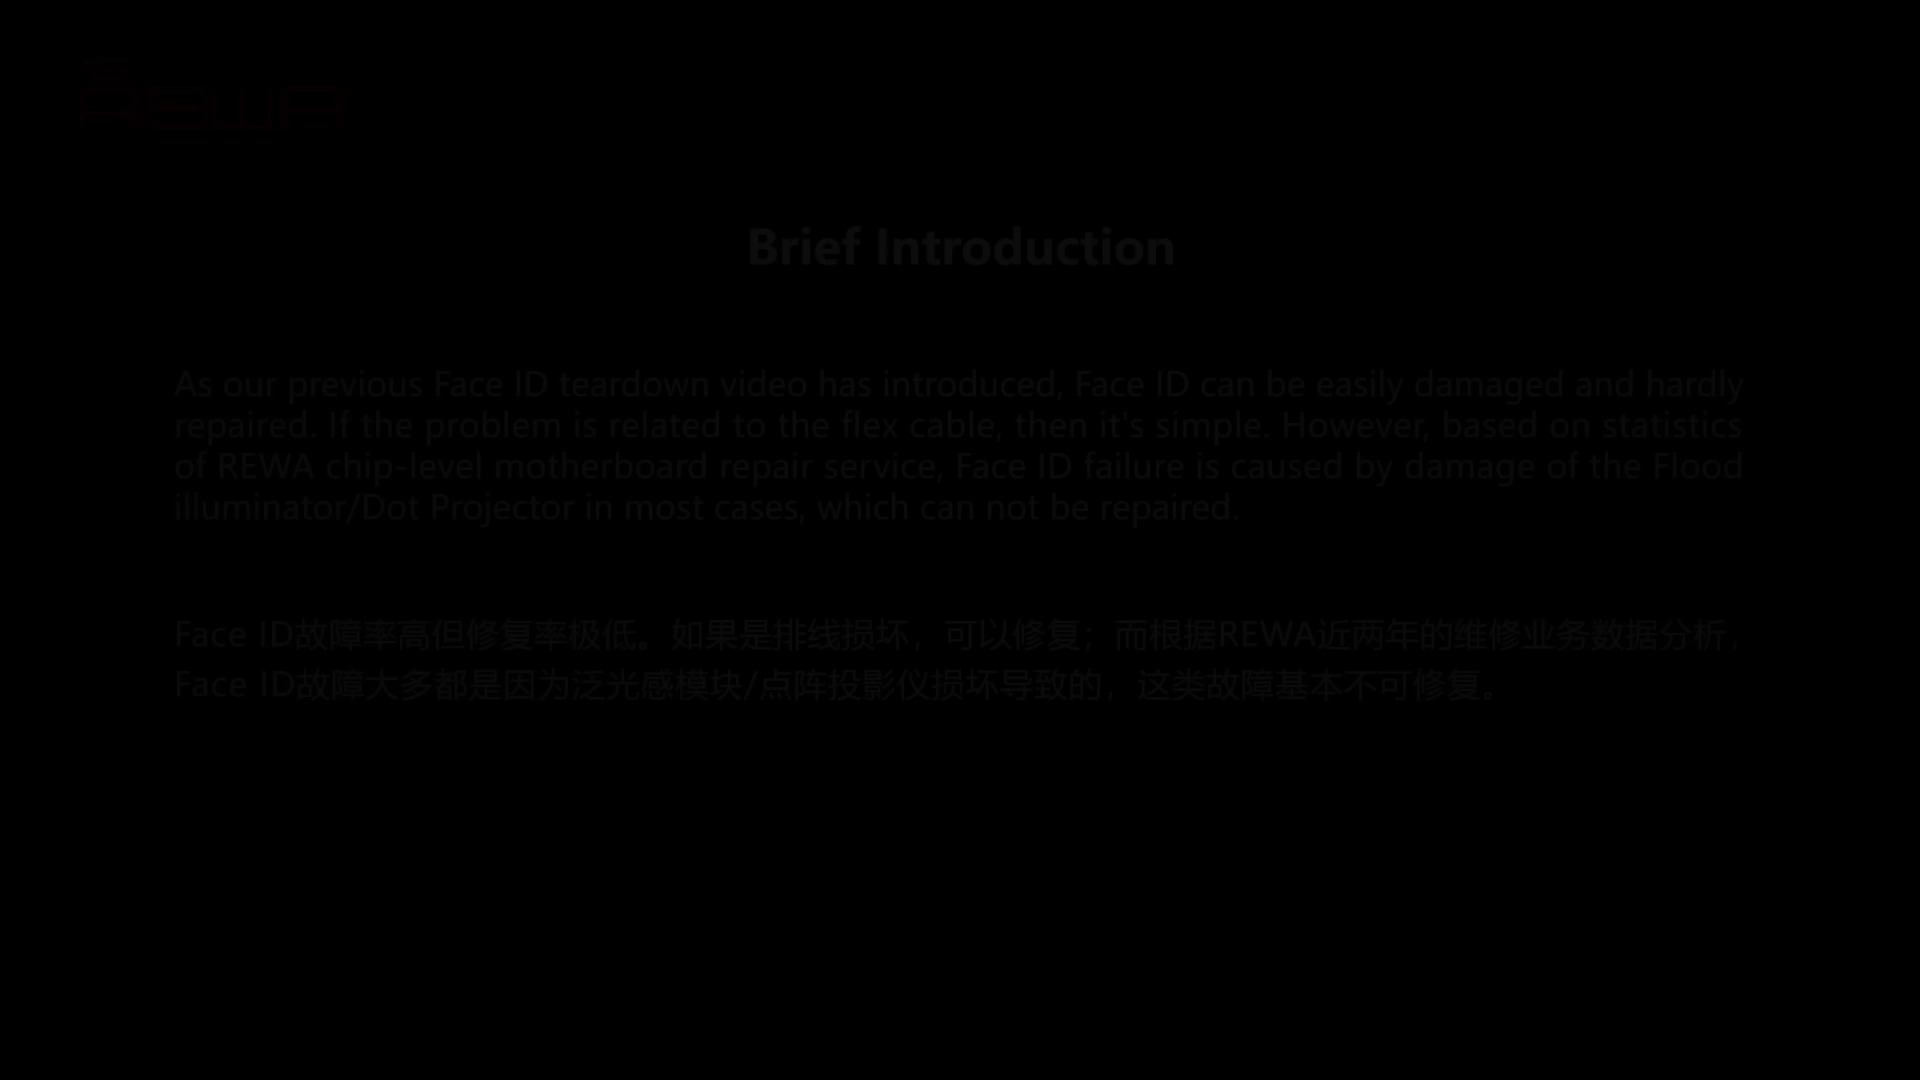 REWA
Brief Introduction
As our previous Face ID teardown video has introduced, Face ID can be easily damaged and hardly
repaired. If the problem is related to the flex cable, then it's simple. However, based on statistics
of REWA chip-level motherboard repair service, Face ID failure is caused by damage of the Flood
illuminator/Dot Projector in most cases, which can not be repaired.
Face ID故障率高但修复率极低。如果是排线损坏，可以修复；而根据REWA近两年的维修业务数据分析，
Face ID故障大多都是因为泛光感模块/点阵投影仪损坏导致的，这类故障基本不可修复。